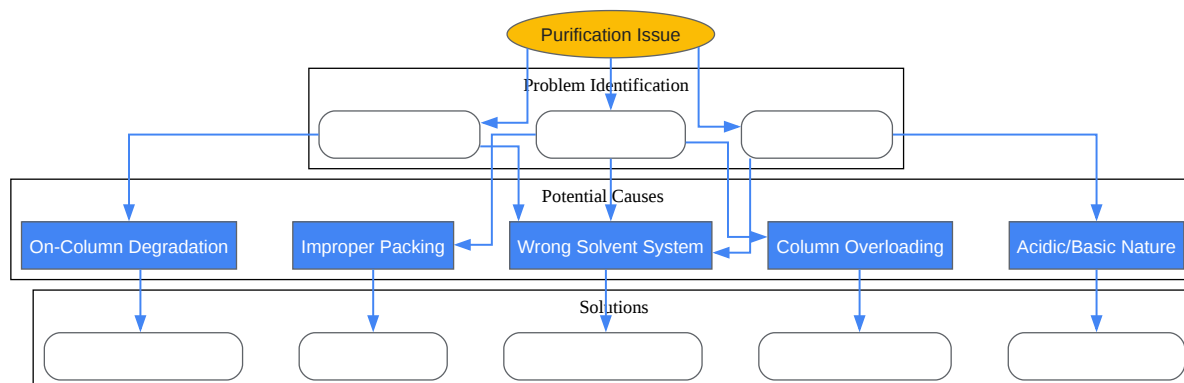 Purification Issue
Problem Identification
Potential Causes
On-Column Degradation
Improper Packing
Wrong Solvent System
Column Overloading
Acidic/Basic Nature
Solutions